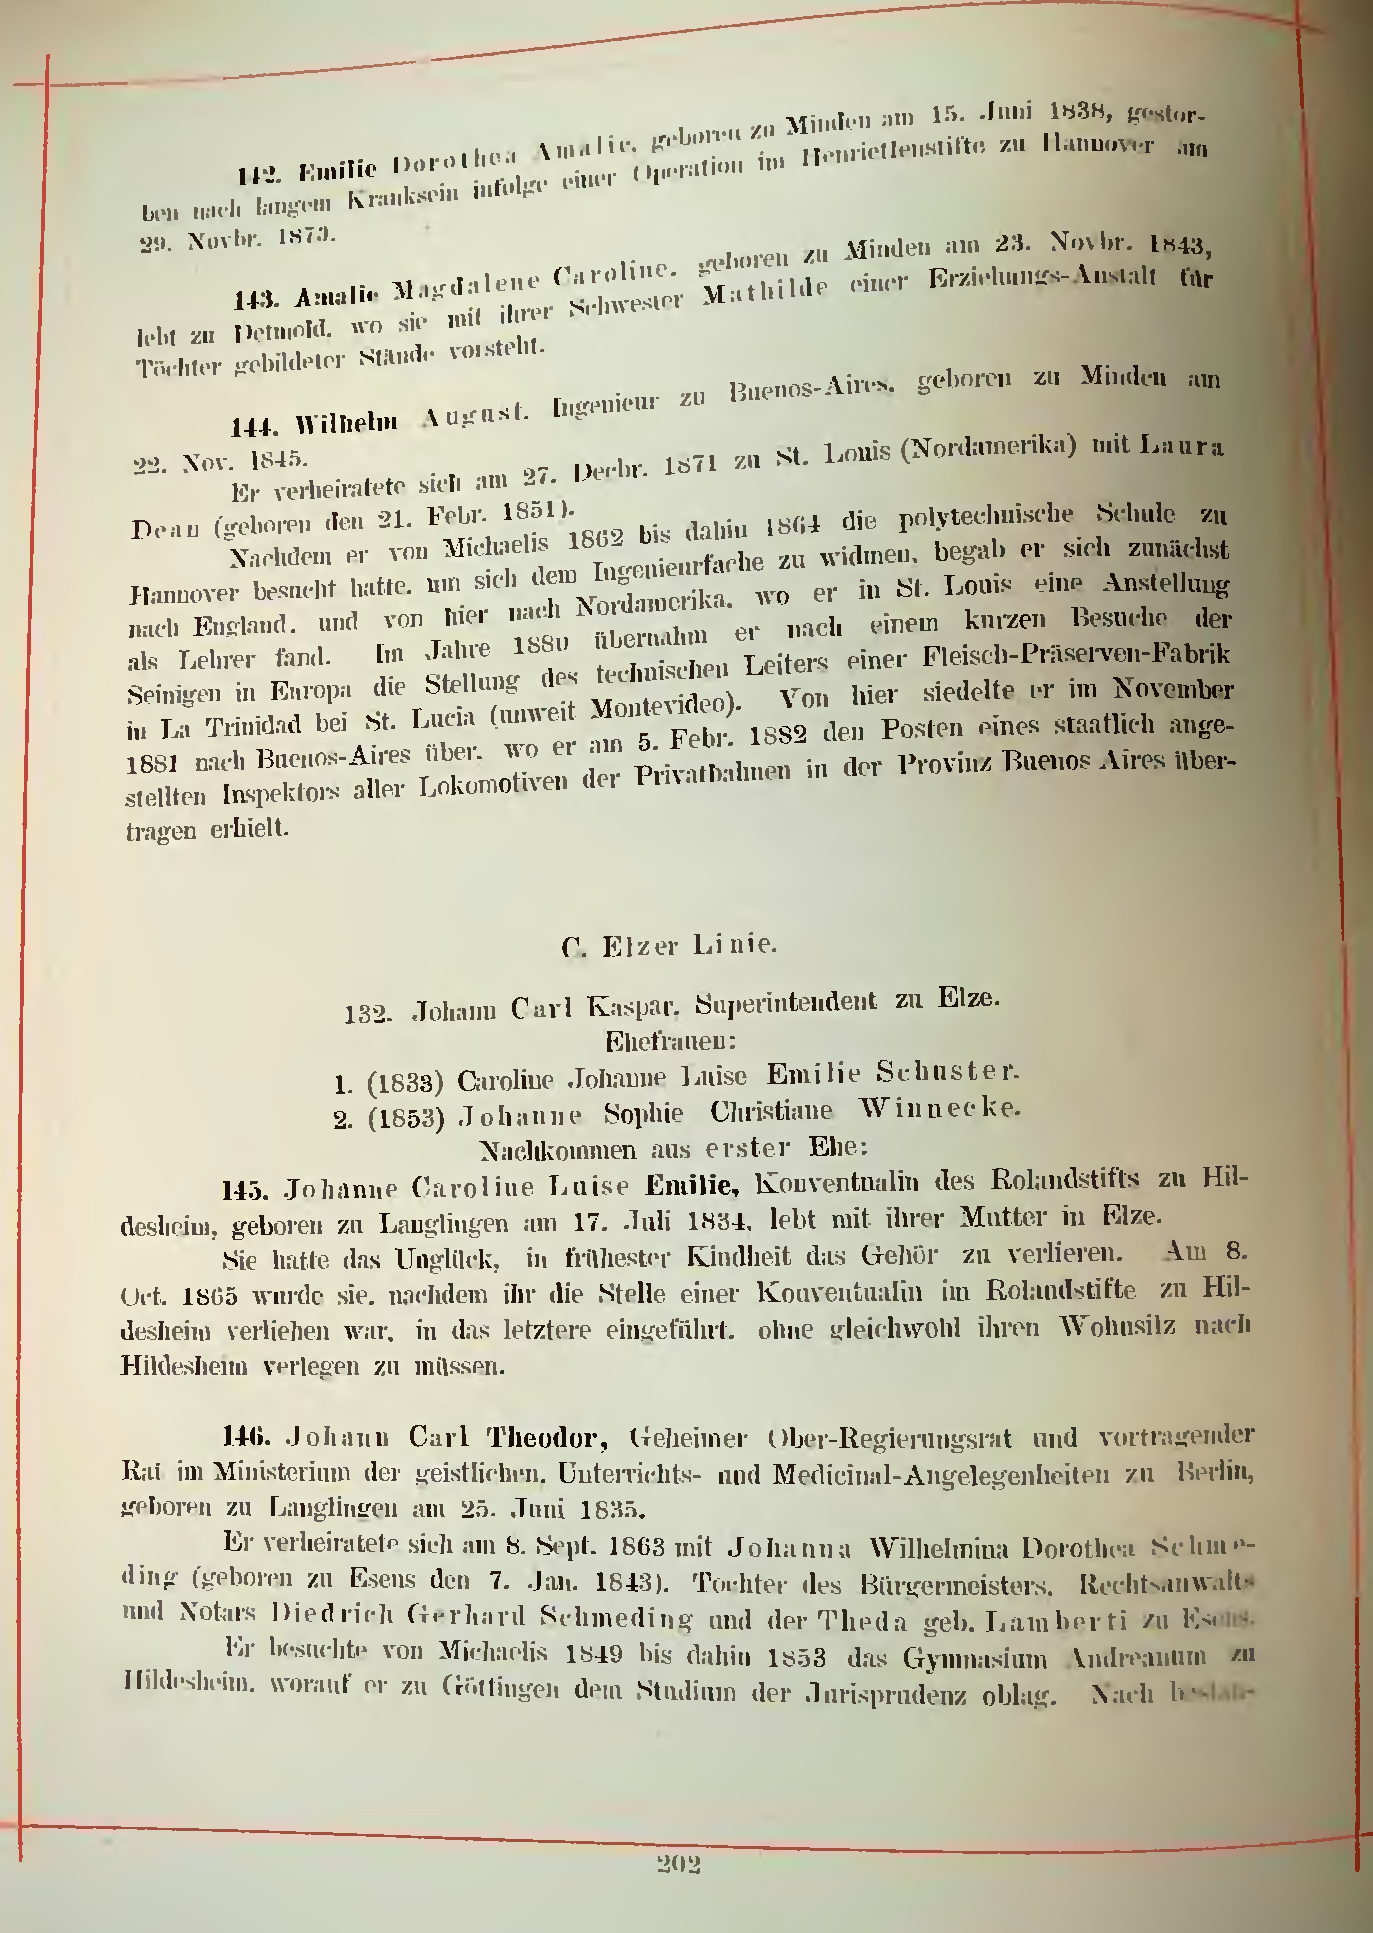 142. Emilie Dorothea Amalie, geboren zu Minden am 15. Juni 1838, gestor-
ben nach langem Kranksein infolge einer Operation im Henriettenstifte zu Hannover am
29. Novbr. 1873.
143. Amalie Magdalene Caroline, geboren zu Minden am 23. Novbr. 1843,
lebt zu Detmold, wo sie mit ihrer Schwester Mathilde einer Erziehungs-Anstalt für
Töchter gebildeter Stände vorsteht.
144. Wilhelm August, Ingenieur zu Buenos-Aires, geboren zu Minden am
22. Nov. 1845.
Er verheiratete sich am 27. Decbr. 1871 zu St. Louis (Nordamerika) mit Laura
Dean (geboren den 21. Febr. 1851).
Nachdem er von Michaelis 1862 bis dahin 1864 die polytechnische Schule zu
Hannover besucht hatte, um sich dem Ingenieurfache zu widmen, begab er sich zunächst
nach England, und von hier nach Nordamerika, wo er in St. Louis eine Anstellung
als Lehrer fand. Im Jahre 1880 übernahm er nach einem kurzen Besuche der
Seinigen in Europa die Stellung des technischen Leiters einer Fleisch-Präserven-Fabrik
in La Trinidad bei St. Lucia (unweit Montevideo). Von hier siedelte er im November
1881 nach Buenos-Aires über, wo er am 5. Febr. 1882 den Posten eines staatlich ange-
stellten Inspektors aller Lokomotiven der Privatbahnen in der Provinz Buenos Aires über-
tragen erhielt.
C. Elzer Linie.
132. Johann Carl Kaspar, Superintendent zu Elze.
Ehefrauen:
1. (1833) Caroline Johanne Luise Emilie Schuster.
2. (1853) Johanne Sophie Christiane Winnecke.
Nachkommen aus erster Ehe:
145. Johanne Caroline Luise Emilie, Konventualin des Rolandstifts zu Hil-
desheim, geboren zu Langlingen am 17. Juli 1834, lebt mit ihrer Mutter in Elze.
Sie hatte das Unglück, in frühester Kindheit das Gehör zu verlieren. Am 8.
Oct. 1865 wurde sie, nachdem ihr die Stelle einer Konventualin im Rolandstifte zu Hil-
desheim verliehen war, in das letztere eingeführt, ohne gleichwohl ihren Wohnsitz nach
Hildesheim verlegen zu müssen.
146. Johann Carl Theodor, Geheimer Ober-Regierungsrat und vortragender
Rat im Ministerium der geistlichen, Unterrichts- und Medicinal-Angelegenheiten zu Berlin,
geboren zu Langlingen am 25. Juni 1835.
Er verheiratete sich am 8. Sept. 1863 mit Johanna Wilhelmina Dorothea Schme-
ding (geboren zu Esens den 7. Jan. 1843), Tochter des Bürgermeisters, Rechtsanwalts
und Notars Diedrich Gerhard Schmeding und der Theda geb. Lamberti zu Esens.
Er besuchte von Michaelis 1849 bis dahin 1853 das Gymnasium Andreanum zu
Hildesheim, worauf er zu Göttingen dem Studium der Jurisprudenz oblag. Nach bestan-
202